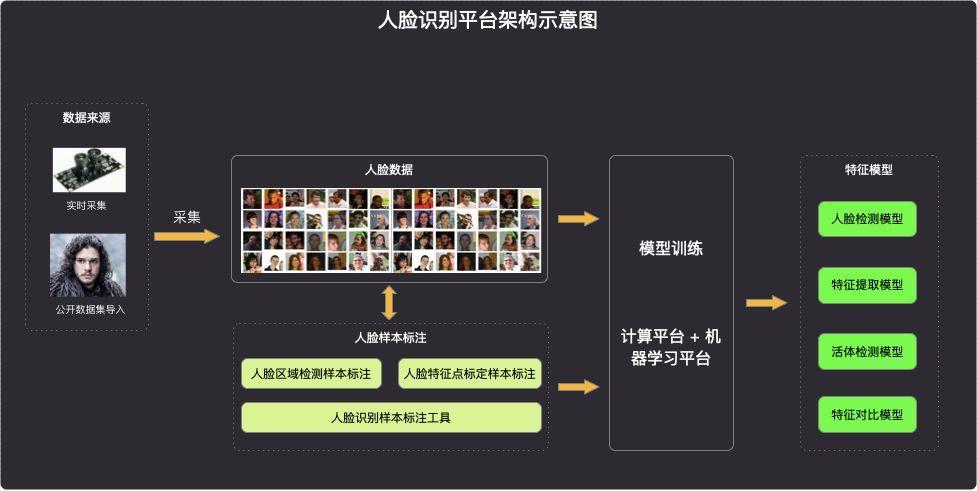 人脸识别平台架构示意图
数据来源
实时采集
公开数据集导入
采集
人脸数据
人脸样本标注
人脸区域检测样本标注
人脸特征点标定样本标注
人脸识别样本标注工具
模型训练
计算平台 + 机
器学习平台
特征模型
人脸检测模型
特征提取模型
活体检测模型
特征对比模型